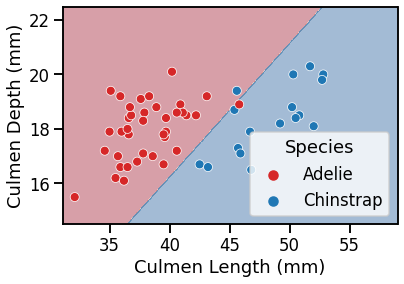 22
20
18
16
Culmen Depth (mm)
35 40 45 50 55
Culmen Length (mm)
Species
Adelie
Chinstrap